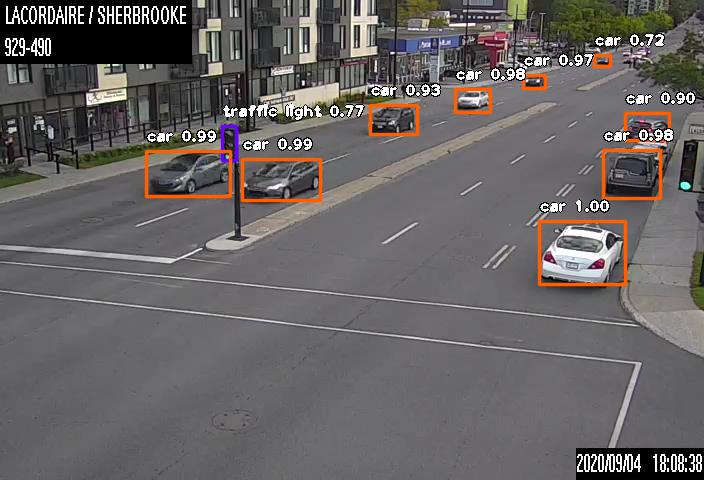 LACORDAIRE / SHERBROOKE
929-490
car 0.72
car 0.97
car 0.98
car 0.93
car 0.90
traffic light 0.77
car 0.99
car 0.99
car 0.98
car 1.00
2020/09/04 18:08:38